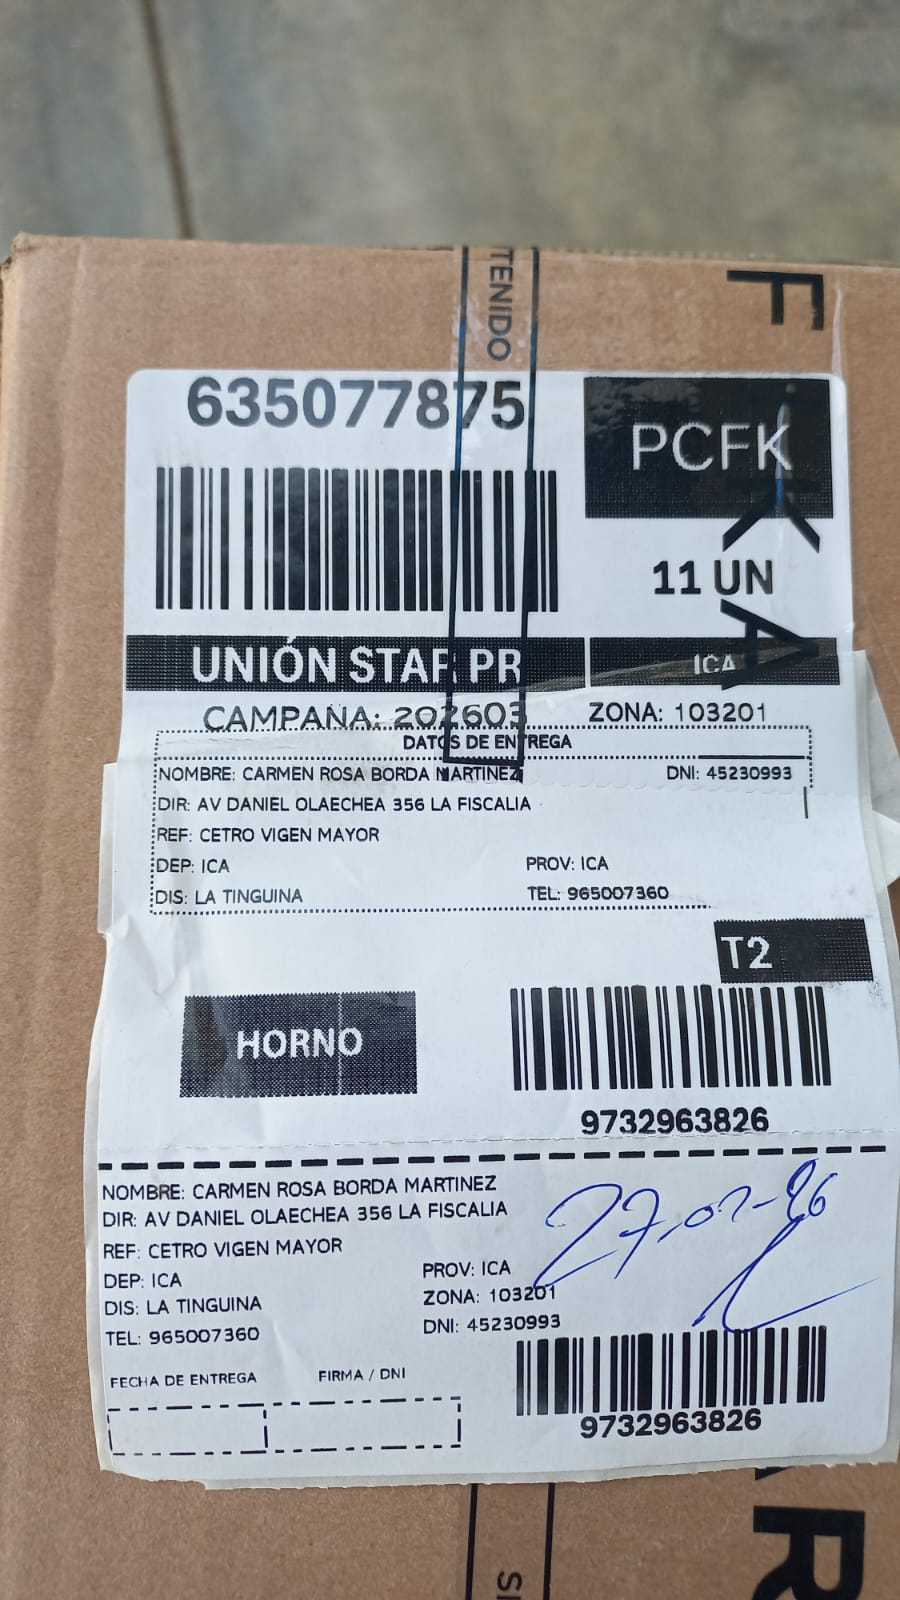 TENIDO
F
635077875
PCFK
K
11 UN
A
UNIÓN STAR PR
ICA
CAMPAÑA: 202603
ZONA: 103201
DATOS DE ENTREGA
NOMBRE: CARMEN ROSA BORDA MARTINEZ
DNI: 45230993
DIR: AV DANIEL OLAECHEA 356 LA FISCALIA
REF: CETRO VIGEN MAYOR
DEP: ICA
PROV: ICA
DIS: LA TINGUINA
TEL: 965007360
T2
HORNO
9732963826
NOMBRE: CARMEN ROSA BORDA MARTINEZ
DIR: AV DANIEL OLAECHEA 356 LA FISCALIA
REF: CETRO VIGEN MAYOR
DEP: ICA
PROV: ICA
DIS: LA TINGUINA
ZONA: 103201
TEL: 965007360
DNI: 45230993
27-02-26
FECHA DE ENTREGA
FIRMA / DNI
9732963826
AR
SI